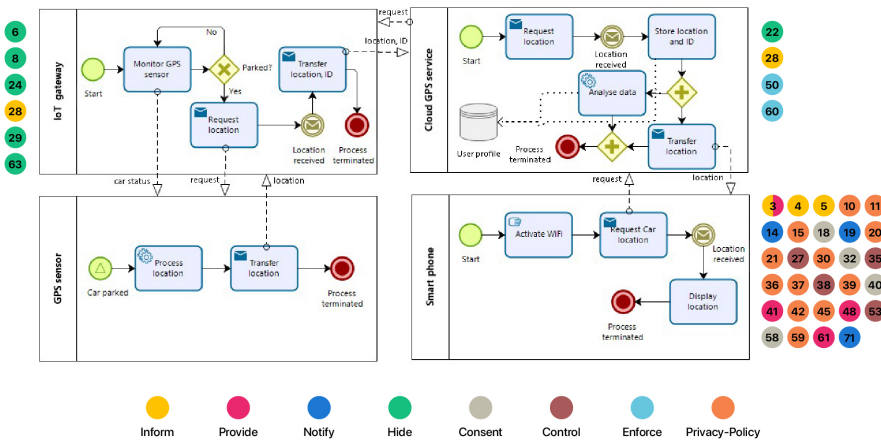 6
8
24
28
29
63
IoT gateway
Start
Monitor GPS
sensor
No
Parked?
Yes
Request
location
Transfer
location, ID
Location
received
Process
terminated
request
location, ID
Cloud GPS service
Start
Request
location
Location
received
Store location
and ID
Analyse data
User profile
Process
terminated
Transfer
location
22
28
50
60
car status
request
location
request
location
GPS sensor
Car parked
Process
location
Transfer
location
Process
terminated
Smart phone
Start
Activate WiFi
Request Car
location
Location
received
Display
location
Process
terminated
3 4 5 10 11
14 15 18 19 20
21 27 30 32 35
36 37 38 39 40
41 42 45 48 53
58 59 61 71
Inform Provide Notify Hide Consent Control Enforce Privacy-Policy